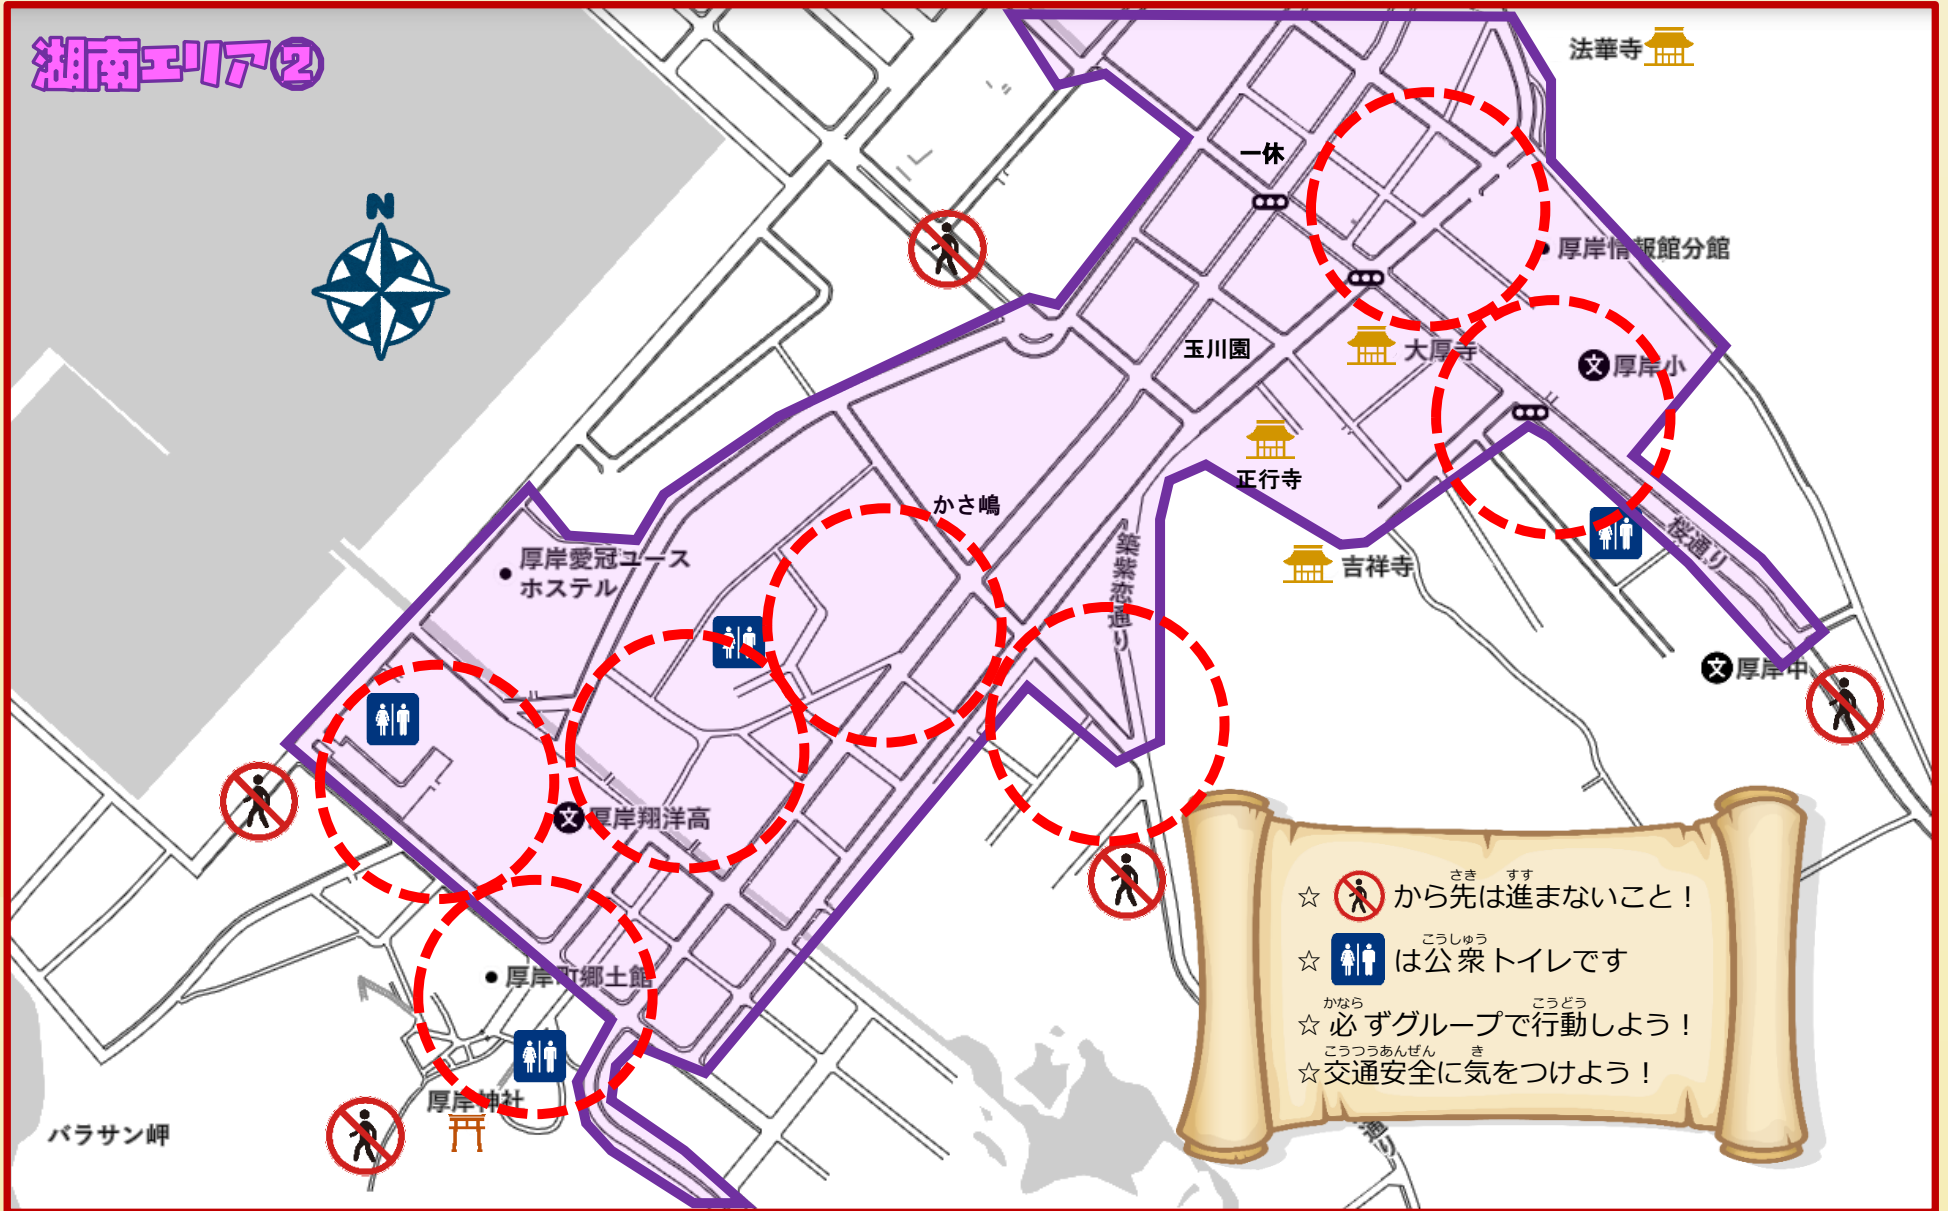 湖南エリア②
法華寺
N
一休
厚岸情報館分館
玉川園
大厚寺
文厚岸小
正行寺
かさ嶋
築紫恋通り
桜通り
厚岸愛冠ユース
ホステル
吉祥寺
文厚岸中
文厚岸翔洋高
厚岸町郷土館
厚岸神社
バラサン岬
さき すす
☆から先は進まないこと！
こうしゅう
☆は公衆トイレです
かなら こうどう
☆必ずグループで行動しよう！
こうつうあんぜん き
☆交通安全に気をつけよう！
通り